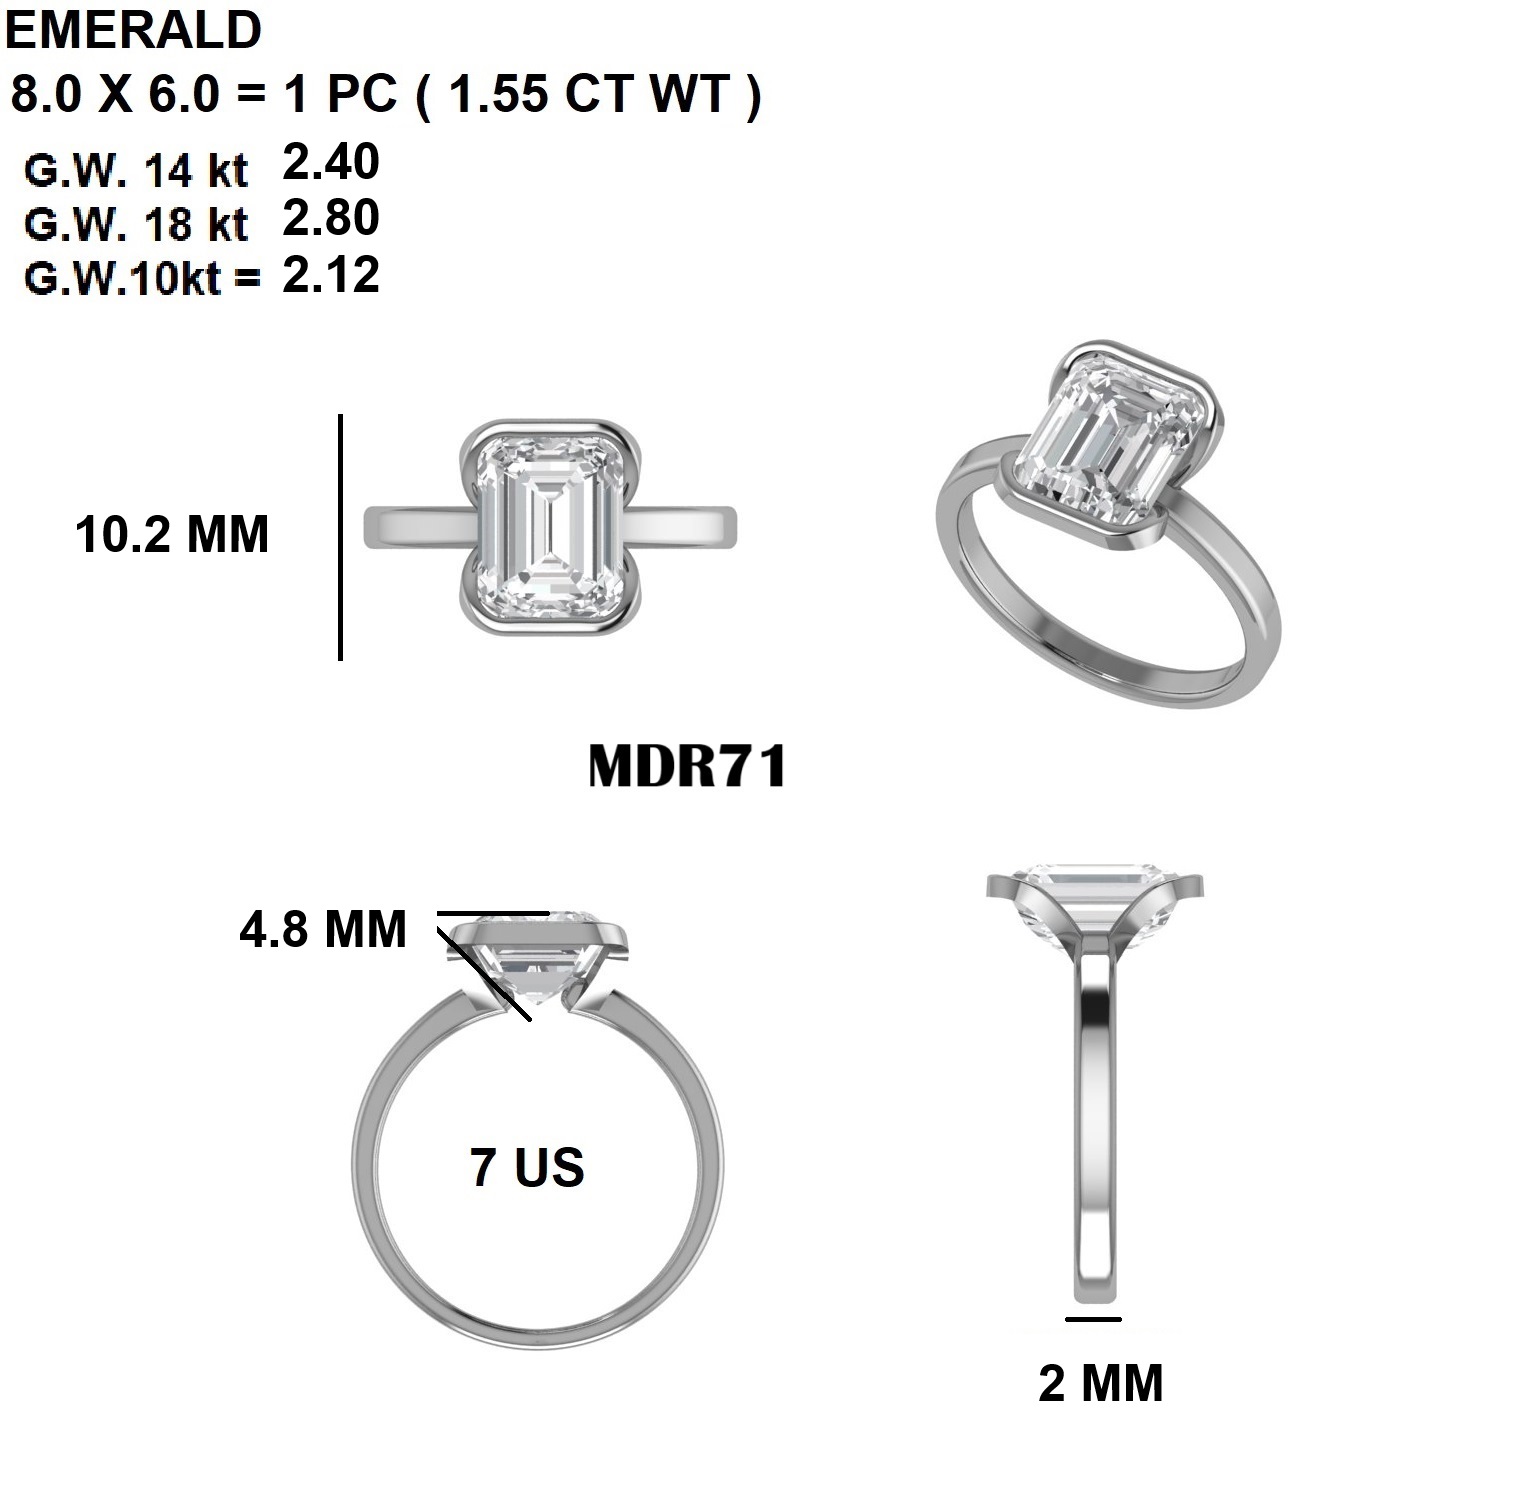 EMERALD
8.0 X 6.0 = 1 PC ( 1.55 CT WT )
G.W. 14 kt 2.40
G.W. 18 kt 2.80
G.W.10kt = 2.12
10.2 MM
MDR71
4.8 MM
7 US
2 MM